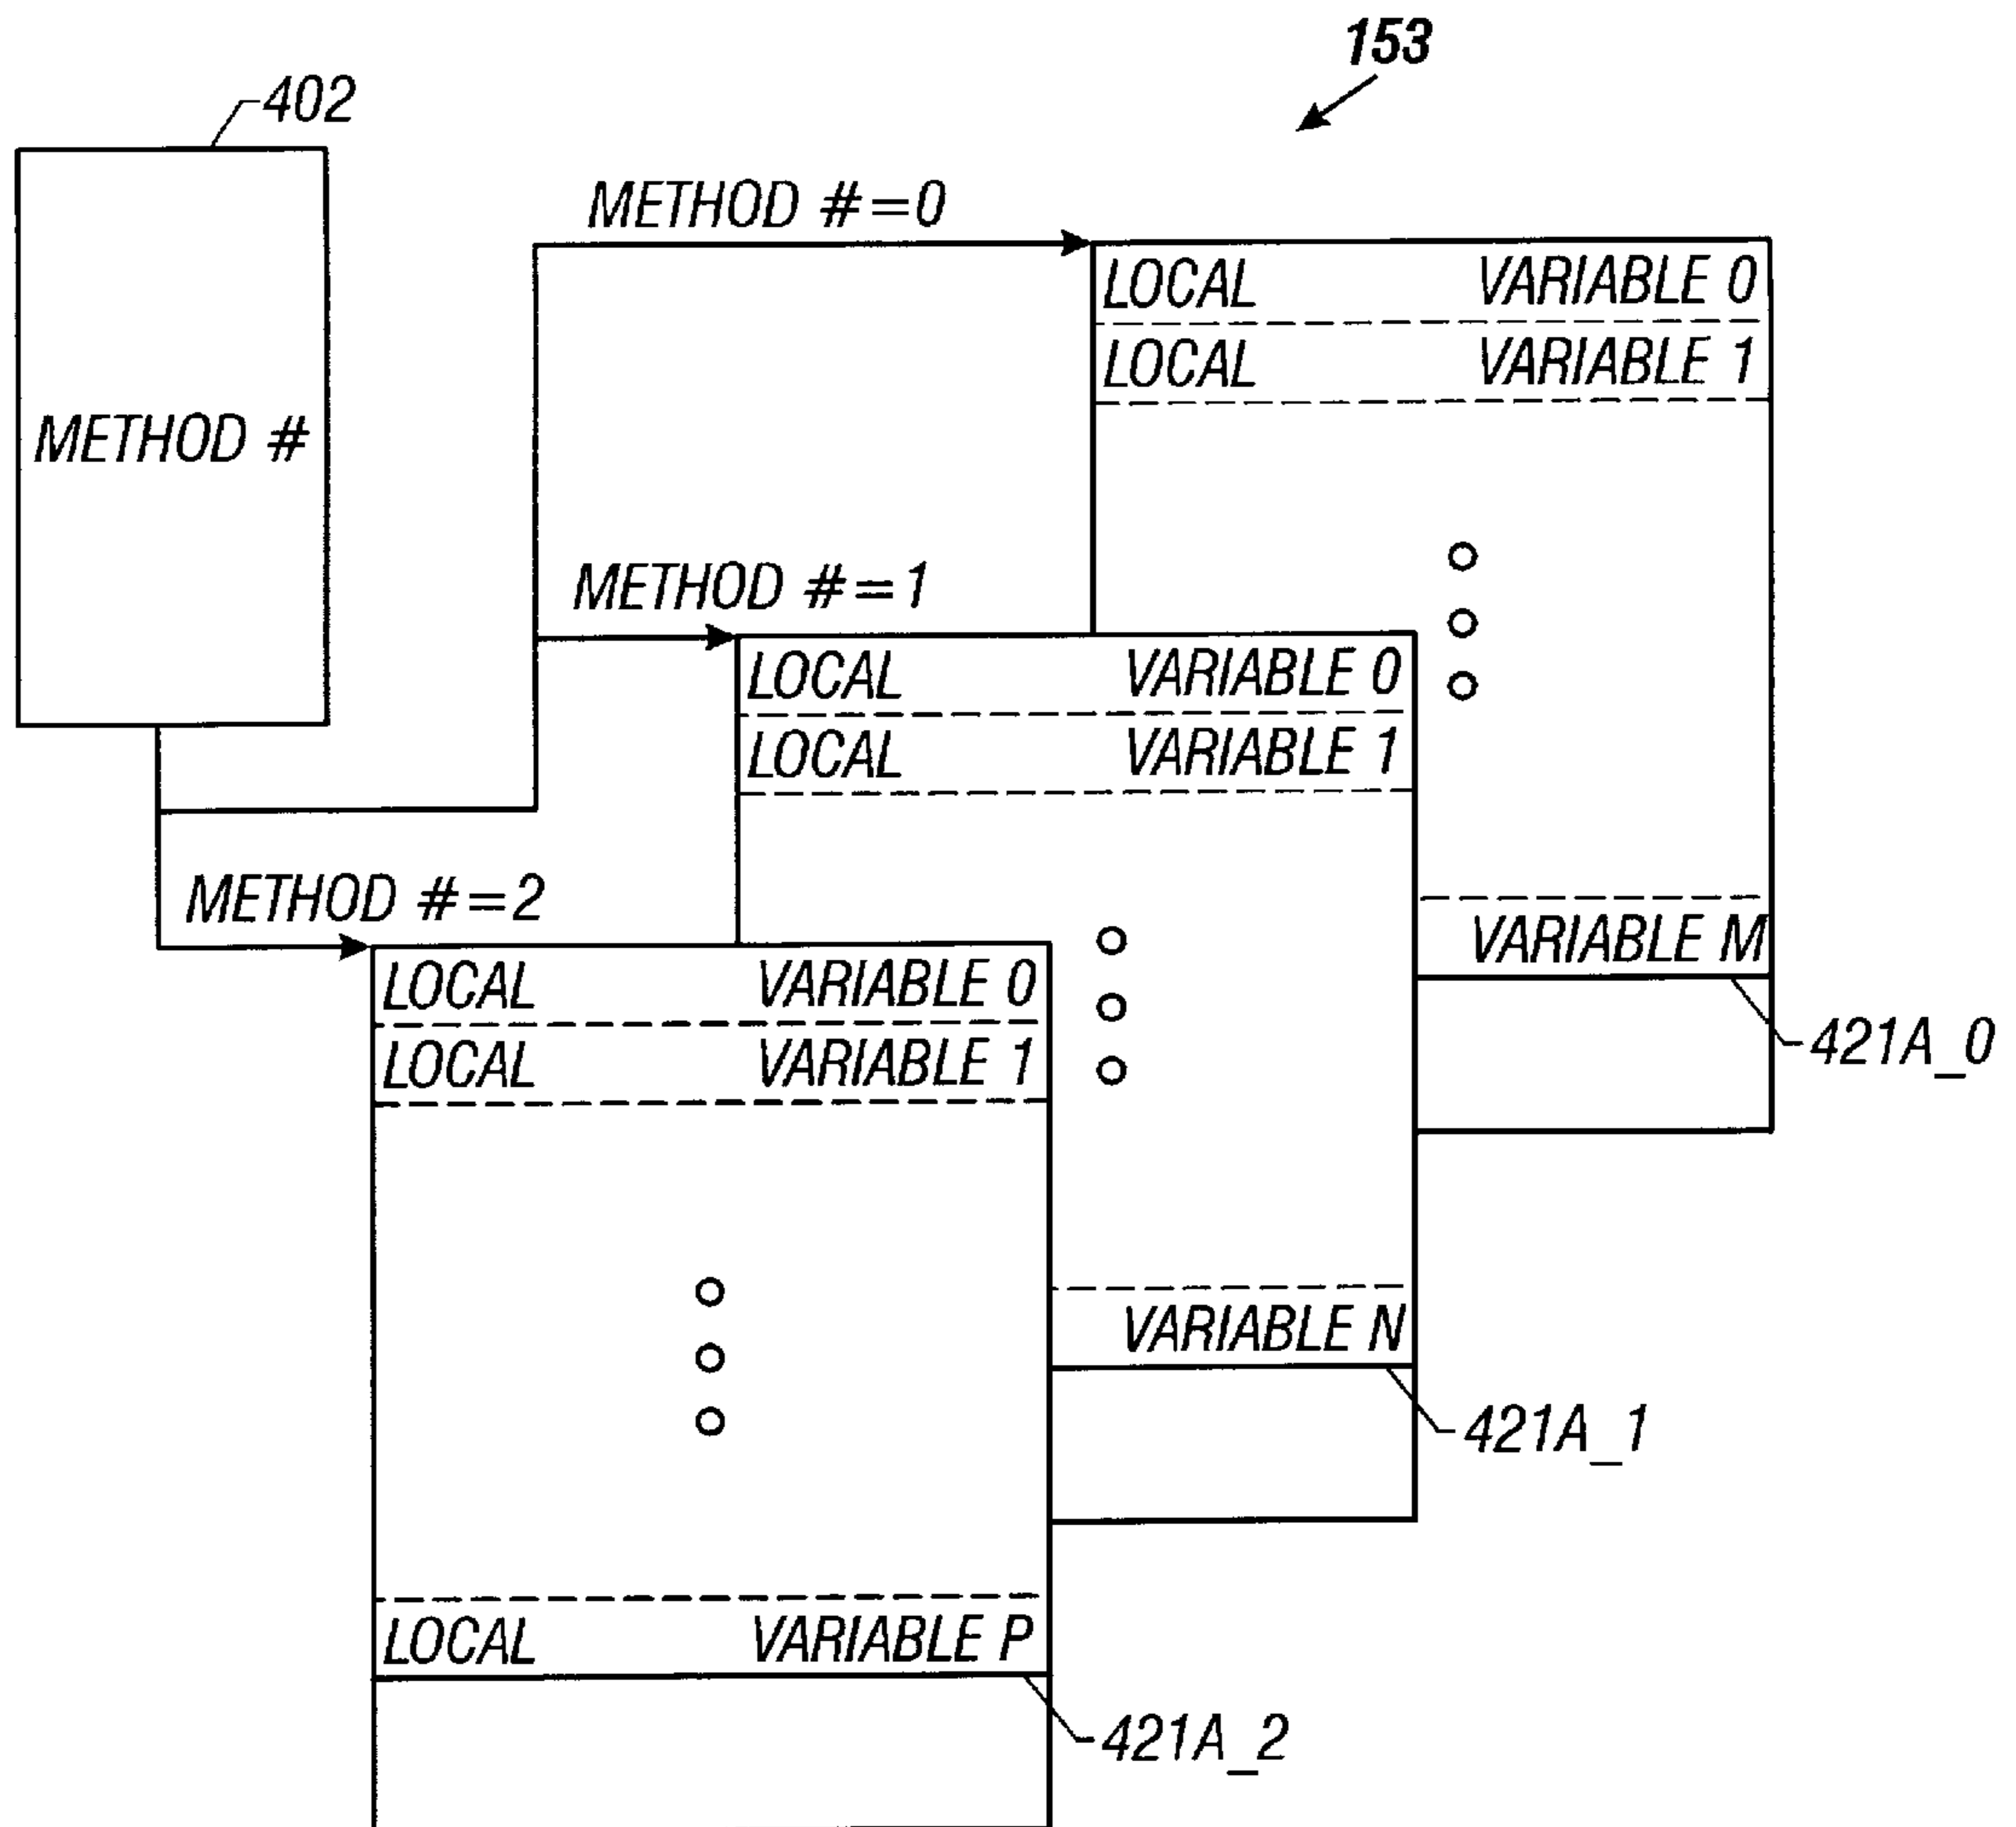 153
402
METHOD #
METHOD #=0
LOCAL VARIABLE 0
LOCAL VARIABLE 1
VARIABLE M
421A_0
METHOD #=1
LOCAL VARIABLE 0
LOCAL VARIABLE 1
VARIABLE N
421A_1
METHOD #=2
LOCAL VARIABLE 0
LOCAL VARIABLE 1
LOCAL VARIABLE P
421A_2